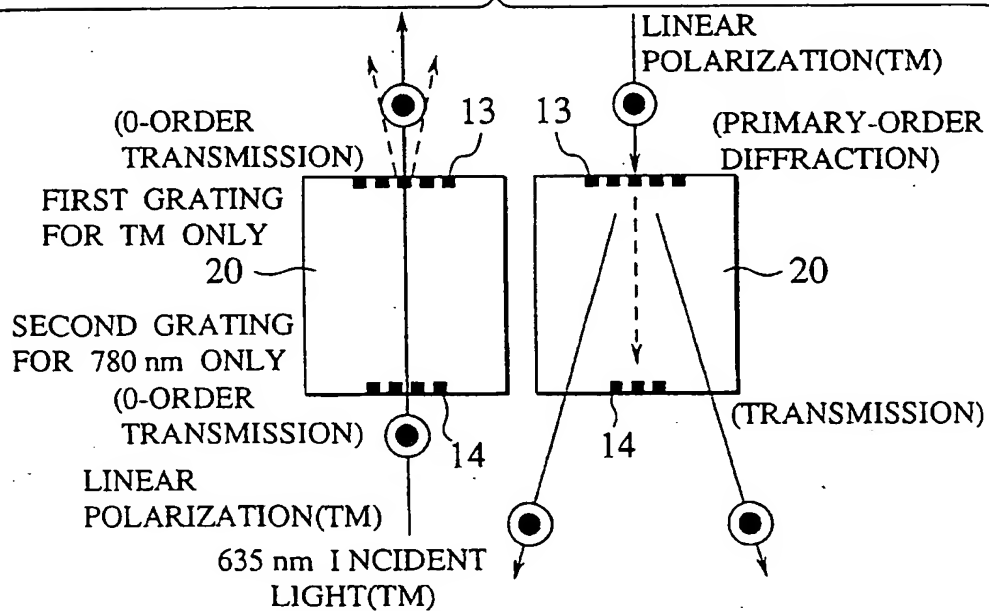 LINEAR
POLARIZATION(TM)
(0-ORDER
TRANSMISSION)
13
13
(PRIMARY-ORDER
DIFFRACTION)
FIRST GRATING
FOR TM ONLY
20
20
SECOND GRATING
FOR 780 nm ONLY
(0-ORDER
TRANSMISSION)
14
14
(TRANSMISSION)
LINEAR
POLARIZATION(TM)
635 nm I NCIDENT
LIGHT(TM)